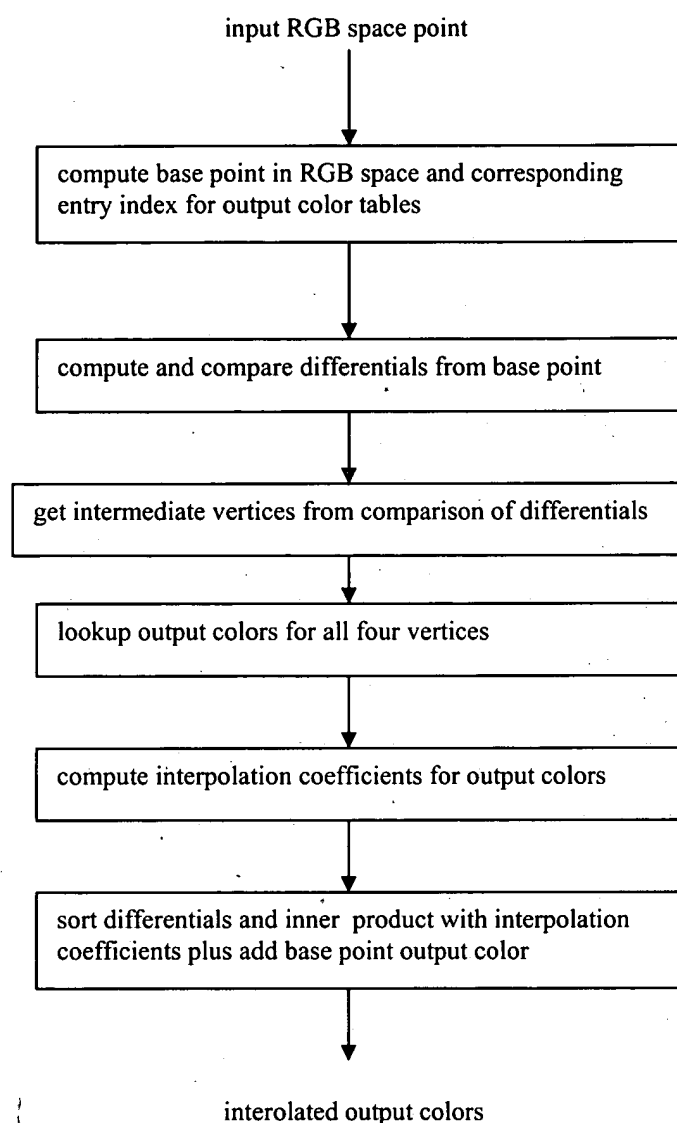 input RGB space point
compute base point in RGB space and corresponding
entry index for output color tables
compute and compare differentials from base point
get intermediate vertices from comparison of differentials
lookup output colors for all four vertices
compute interpolation coefficients for output colors
sort differentials and inner product with interpolation
coefficients plus add base point output color
interolated output colors